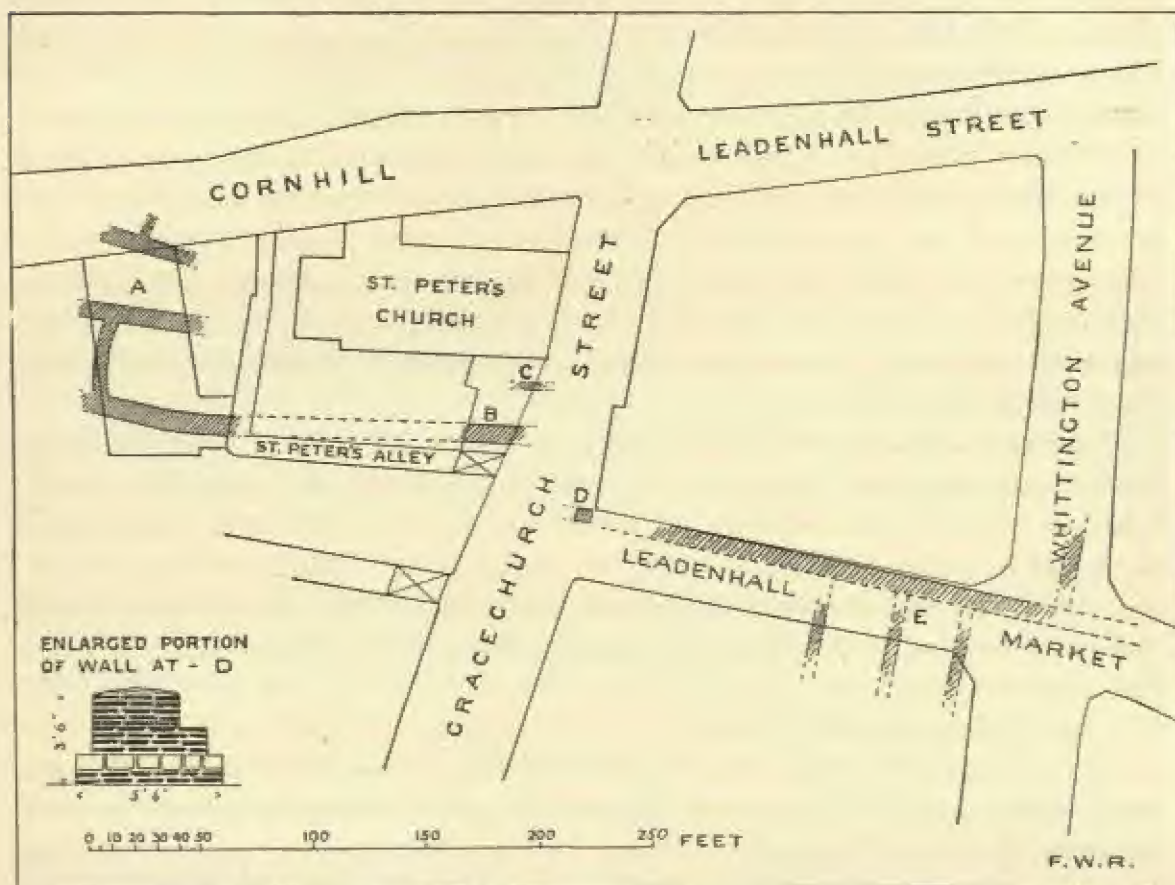 LEADENHALL STREET
CORNHILL
WHITTINGTON AVENUE
A
ST. PETER'S
CHURCH
STREET
C
B
ST. PETER'S ALLEY
D
GRACECHURCH
LEADENHALL
E
MARKET
ENLARGED PORTION
OF WALL AT - D
3' 6"
5' 6"
0 10 20 30 40 50 100 150 200 250 FEET
F.W.R.